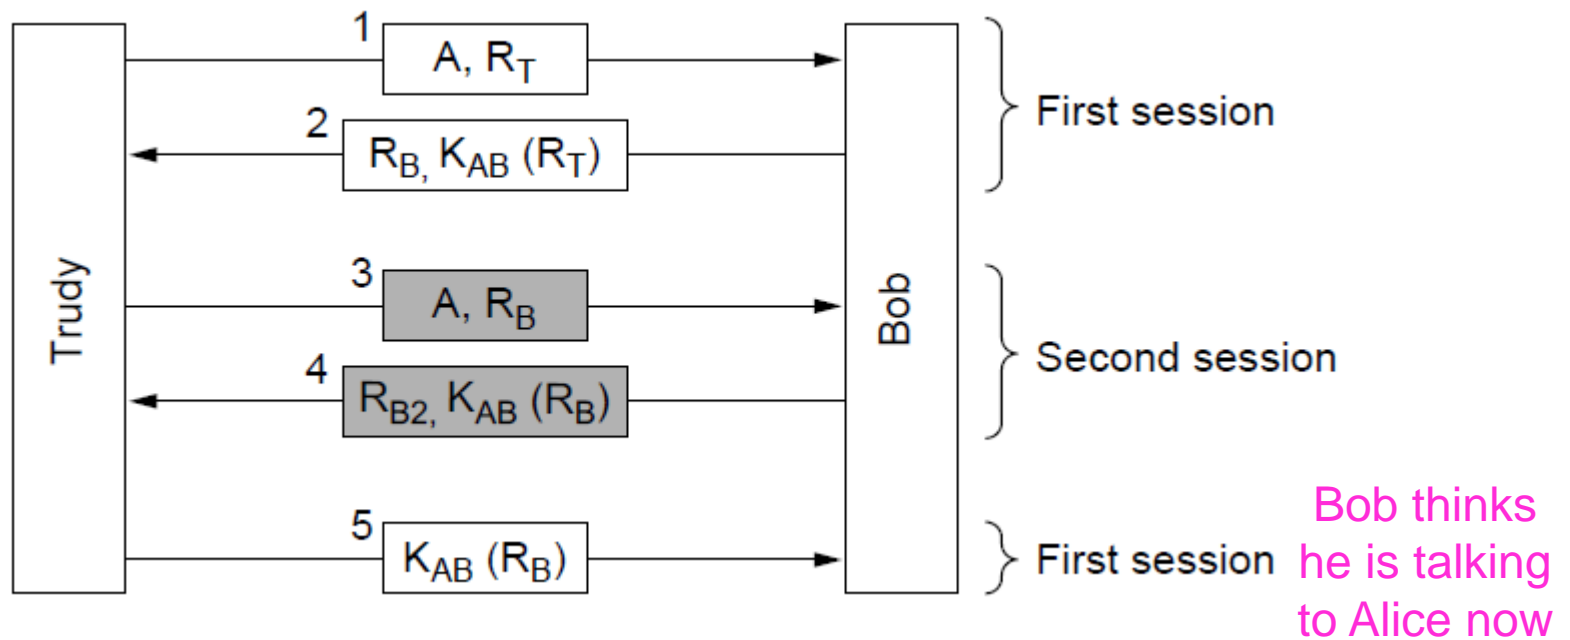 1
A, R_T
2
R_B, K_AB (R_T)
First session
Trudy
Bob
3
A, R_B
4
R_B2, K_AB (R_B)
Second session
5
K_AB (R_B)
First session
Bob thinks
he is talking
to Alice now